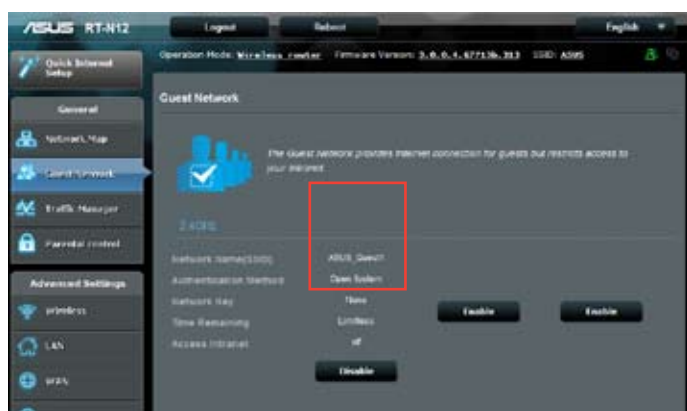 ASUS RT-N12
Logout
Reboot
English
Operation Mode: Wireless router Firmware Version: SSID: ASUS
Quick Internet
Setup
General
Network Map
Guest Network
Traffic Manager
Parental control
Advanced Settings
Wireless
LAN
WAN
Guest Network
The Guest Network provides Internet connection for guests but restricts access to
your Intranet.
2.4GHz
Network Name(SSID) ASUS_Guest1
Authentication Method Open System
Network Key None
Time Remaining Limitless
Access Intranet off
Enable
Enable
Disable